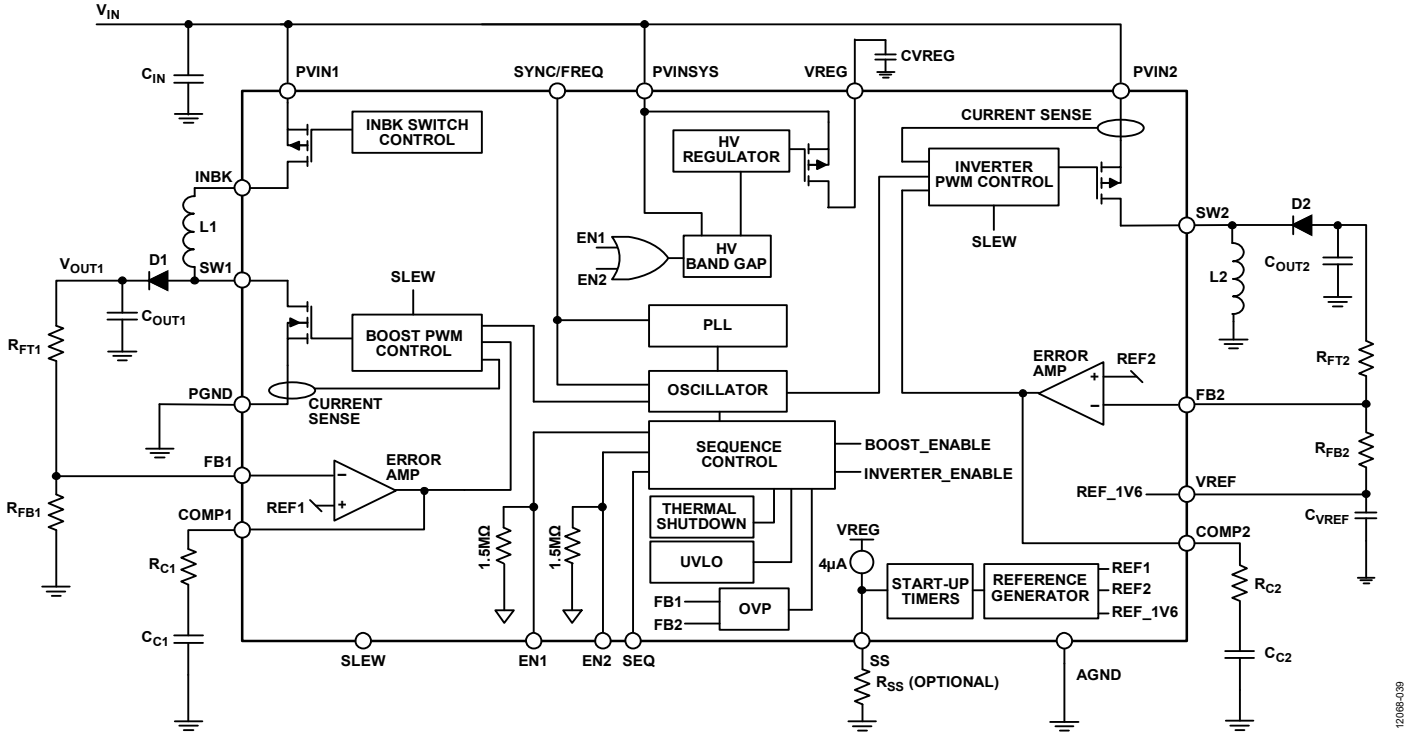 VIN
CIN
PVIN1
SYNC/FREQ
PVINSYS
VREG
CVREG
PVIN2
INBK SWITCH
CONTROL
HV
REGULATOR
CURRENT SENSE
INVERTER
PWM CONTROL
INBK
L1
EN1
EN2
HV
BAND GAP
SLEW
SW2
D2
L2
COUT2
VOUT1
D1
SW1
COUT1
SLEW
BOOST PWM
CONTROL
PLL
RFT1
OSCILLATOR
ERROR
AMP
REF2
RFT2
PGND
CURRENT
SENSE
FB2
SEQUENCE
CONTROL
BOOST_ENABLE
INVERTER_ENABLE
RFB2
FB1
ERROR
AMP
REF1
RFB1
COMP1
REF_1V6
VREF
CVREF
THERMAL
SHUTDOWN
VREG
4µA
COMP2
RC1
1.5MΩ
1.5MΩ
UVLO
START-UP
TIMERS
REFERENCE
GENERATOR
REF1
REF2
REF_1V6
RC2
FB1
FB2
OVP
CC1
SLEW
EN1
EN2
SEQ
SS
AGND
CC2
RSS (OPTIONAL)
12068-039